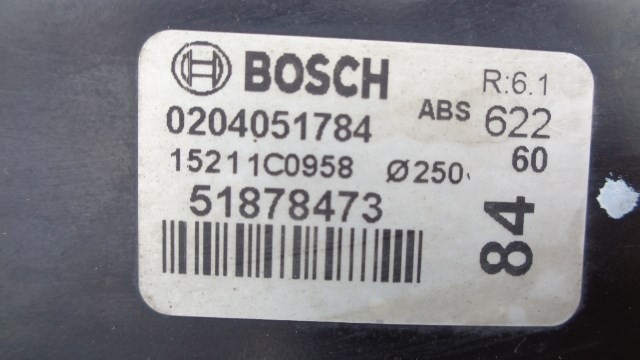 BOSCH R:6.1
0204051784 ABS 622
15211C0958 Ø250 60
51878473
84